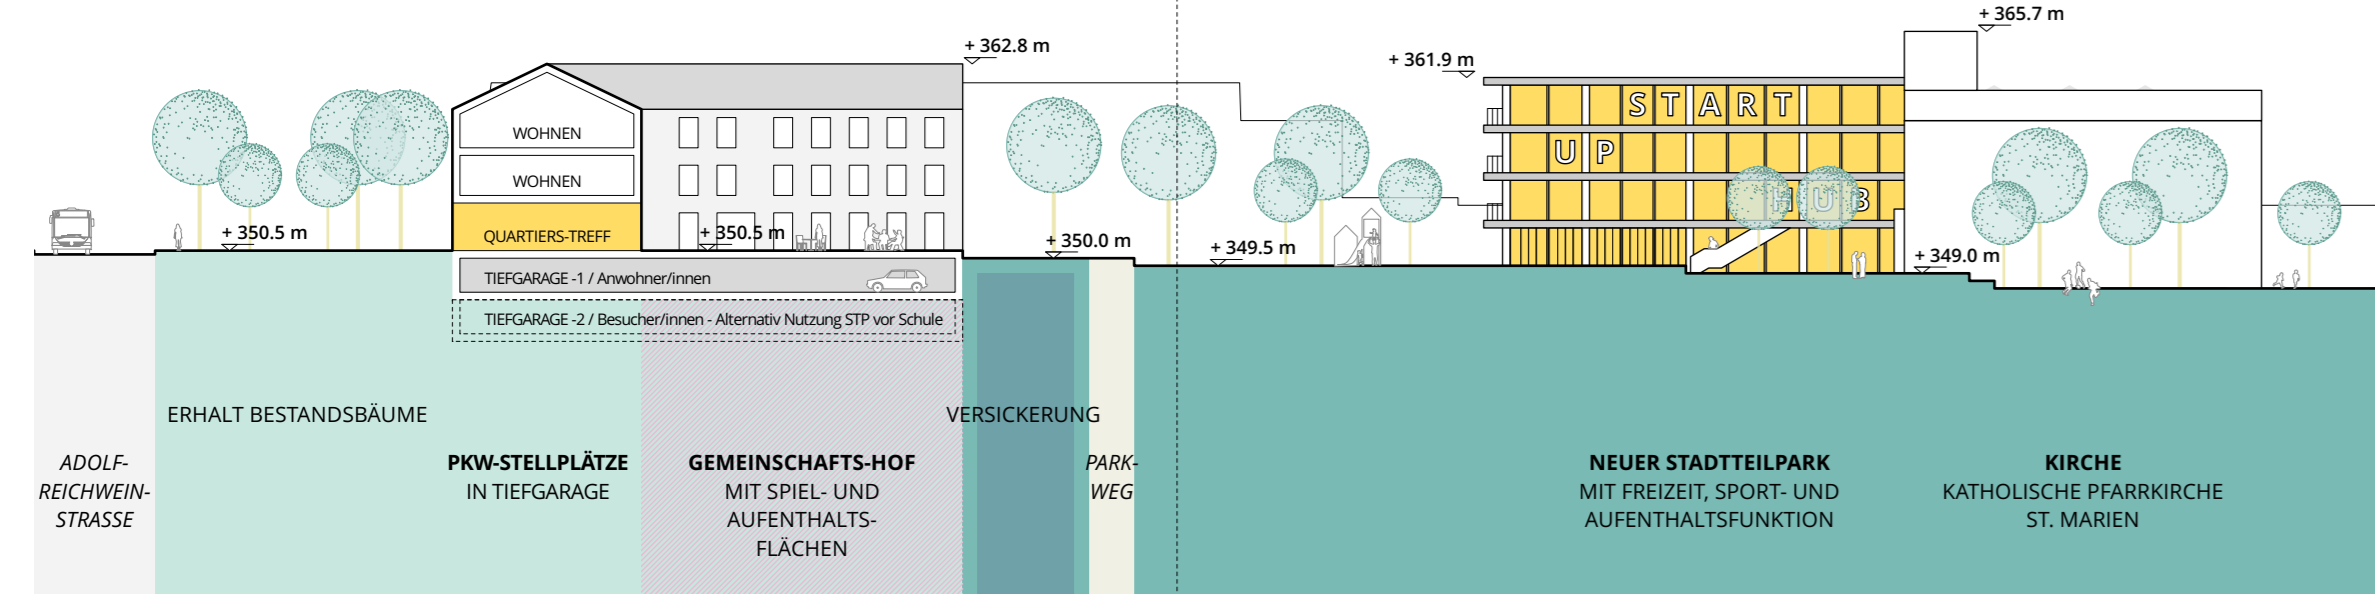 + 365.7 m
+ 362.8 m
+ 361.9 m
START
UP
HUB
WOHNEN
WOHNEN
QUARTIERS-TREFF
+ 350.5 m
+ 350.5 m
+ 350.0 m
+ 349.5 m
+ 349.0 m
TIEFGARAGE -1 / Anwohner/innen
TIEFGARAGE -2 / Besucher/innen - Alternativ Nutzung STP vor Schule
ERHALT BESTANDSBÄUME
VERSICKERUNG
ADOLF-
REICHWEIN-
STRASSE
PKW-STELLPLÄTZE
IN TIEFGARAGE
GEMEINSCHAFTS-HOF
MIT SPIEL- UND
AUFENTHALTS-
FLÄCHEN
PARK-
WEG
NEUER STADTTEILPARK
MIT FREIZEIT, SPORT- UND
AUFENTHALTSFUNKTION
KIRCHE
KATHOLISCHE PFARRKIRCHE
ST. MARIEN